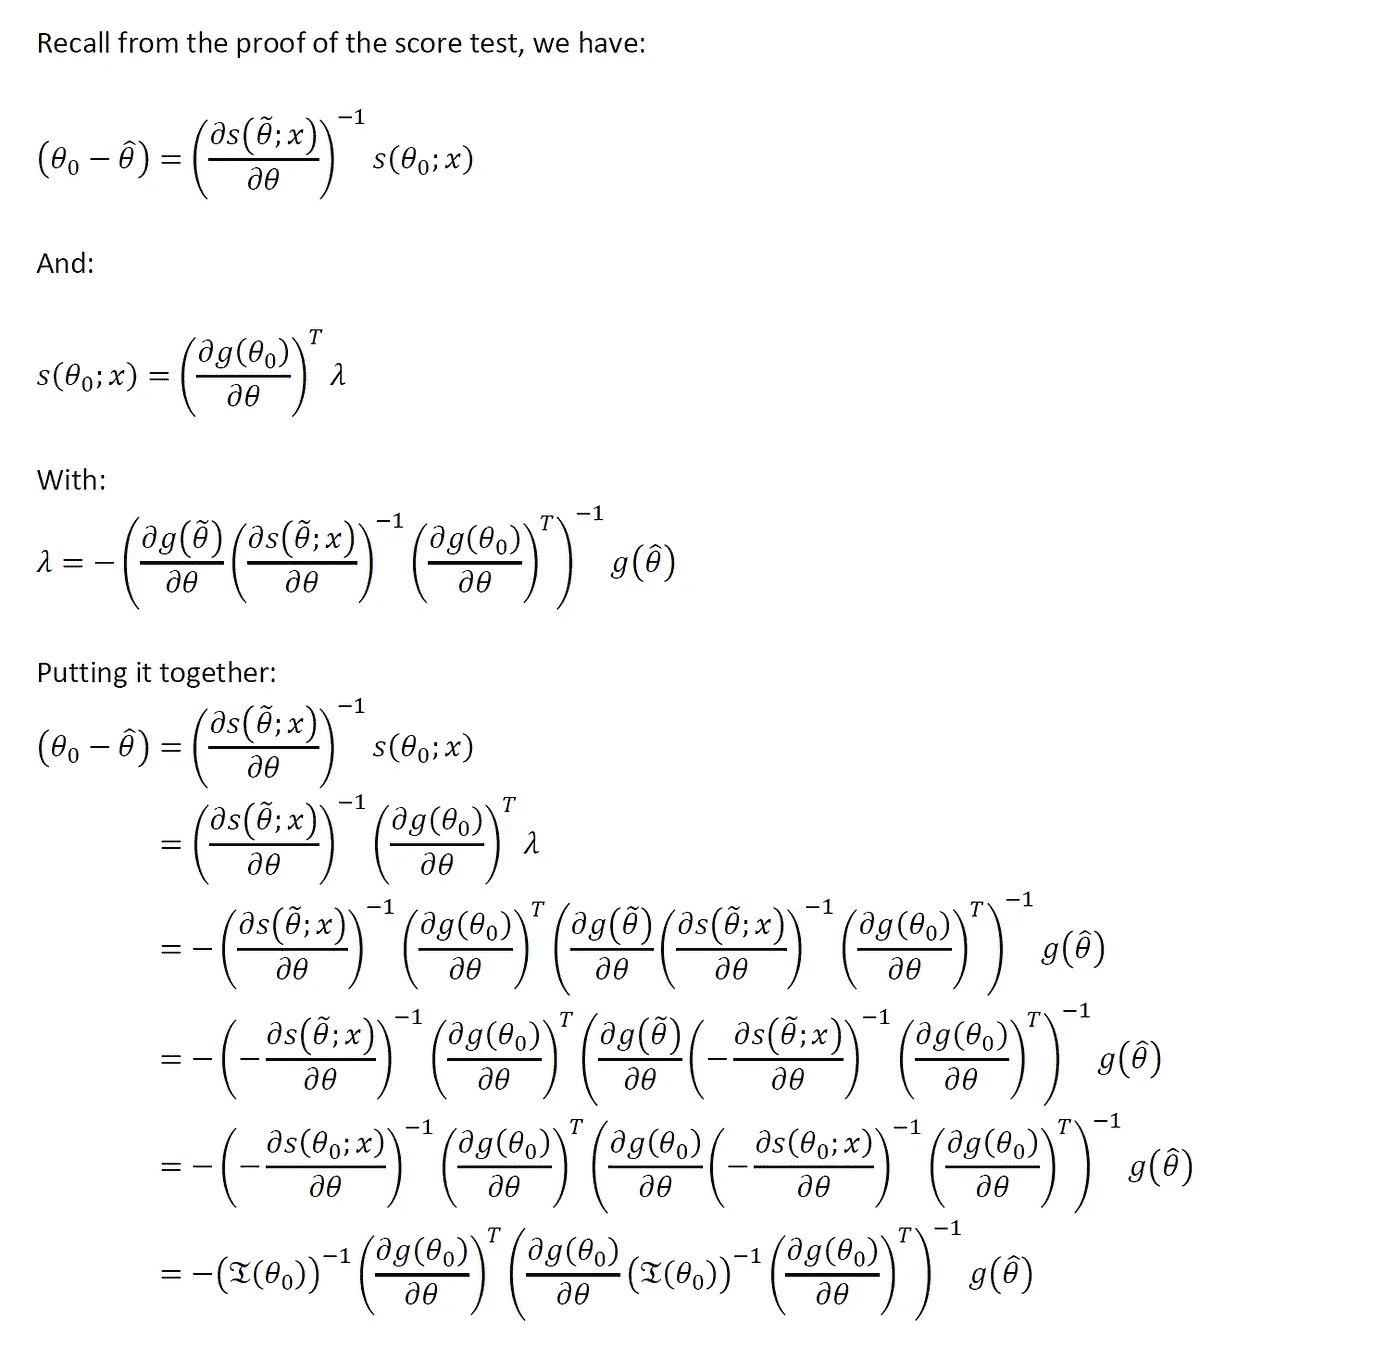 Recall from the proof of the score test, we have:
(θ₀ − θ̂) = (∂s(θ̃; x)/∂θ)⁻¹ s(θ₀; x)
And:
s(θ₀; x) = (∂g(θ₀)/∂θ)ᵀ λ
With:
λ = −(∂g(θ̃)/∂θ (∂s(θ̃; x)/∂θ)⁻¹ (∂g(θ₀)/∂θ)ᵀ)⁻¹ g(θ̂)
Putting it together:
(θ₀ − θ̂) = (∂s(θ̃; x)/∂θ)⁻¹ s(θ₀; x)
= (∂s(θ̃; x)/∂θ)⁻¹ (∂g(θ₀)/∂θ)ᵀ λ
= −(∂s(θ̃; x)/∂θ)⁻¹ (∂g(θ₀)/∂θ)ᵀ (∂g(θ̃)/∂θ (∂s(θ̃; x)/∂θ)⁻¹ (∂g(θ₀)/∂θ)ᵀ)⁻¹ g(θ̂)
= −(−∂s(θ̃; x)/∂θ)⁻¹ (∂g(θ₀)/∂θ)ᵀ (∂g(θ̃)/∂θ (−∂s(θ̃; x)/∂θ)⁻¹ (∂g(θ₀)/∂θ)ᵀ)⁻¹ g(θ̂)
= −(−∂s(θ₀; x)/∂θ)⁻¹ (∂g(θ₀)/∂θ)ᵀ (∂g(θ₀)/∂θ (−∂s(θ₀; x)/∂θ)⁻¹ (∂g(θ₀)/∂θ)ᵀ)⁻¹ g(θ̂)
= −(𝔗(θ₀))⁻¹ (∂g(θ₀)/∂θ)ᵀ (∂g(θ₀)/∂θ (𝔗(θ₀))⁻¹ (∂g(θ₀)/∂θ)ᵀ)⁻¹ g(θ̂)